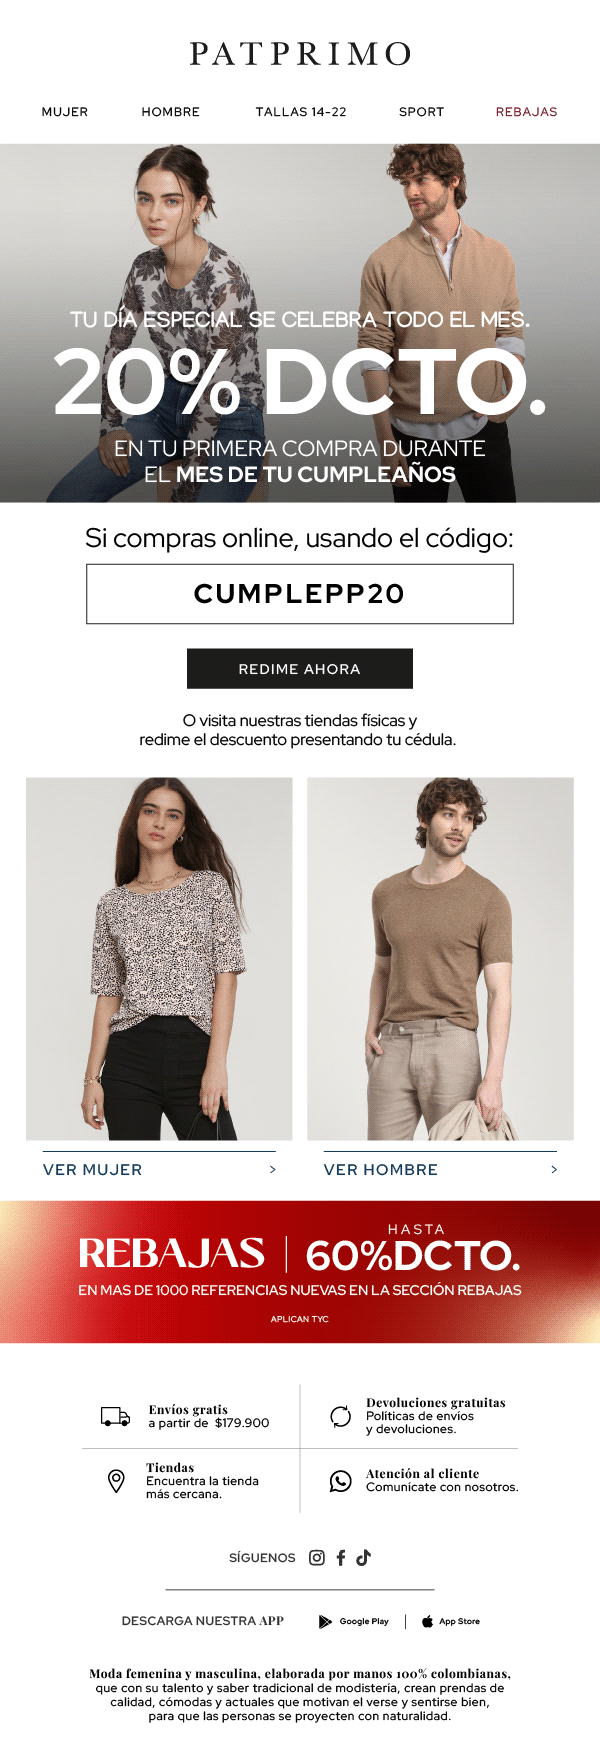 PATPRIMO
MUJER HOMBRE TALLAS 14-22 SPORT REBAJAS
TU DÍA ESPECIAL SE CELEBRA TODO EL MES.
20% DCTO.
EN TU PRIMERA COMPRA DURANTE
EL MES DE TU CUMPLEAÑOS
Si compras online, usando el código:
CUMPLEPP20
REDIME AHORA
O visita nuestras tiendas físicas y
redime el descuento presentando tu cédula.
VER MUJER >
VER HOMBRE >
REBAJAS | HASTA
60%DCTO.
EN MAS DE 1000 REFERENCIAS NUEVAS EN LA SECCIÓN REBAJAS
APLICAN TYC
Envíos gratis
a partir de $179.900
Devoluciones gratuitas
Políticas de envíos
y devoluciones.
Tiendas
Encuentra la tienda
más cercana.
Atención al cliente
Comunícate con nosotros.
SÍGUENOS
DESCARGA NUESTRA APP Google Play | App Store
Moda femenina y masculina, elaborada por manos 100% colombianas,
que con su talento y saber tradicional de modistería, crean prendas de
calidad, cómodas y actuales que motivan el verse y sentirse bien,
para que las personas se proyecten con naturalidad.